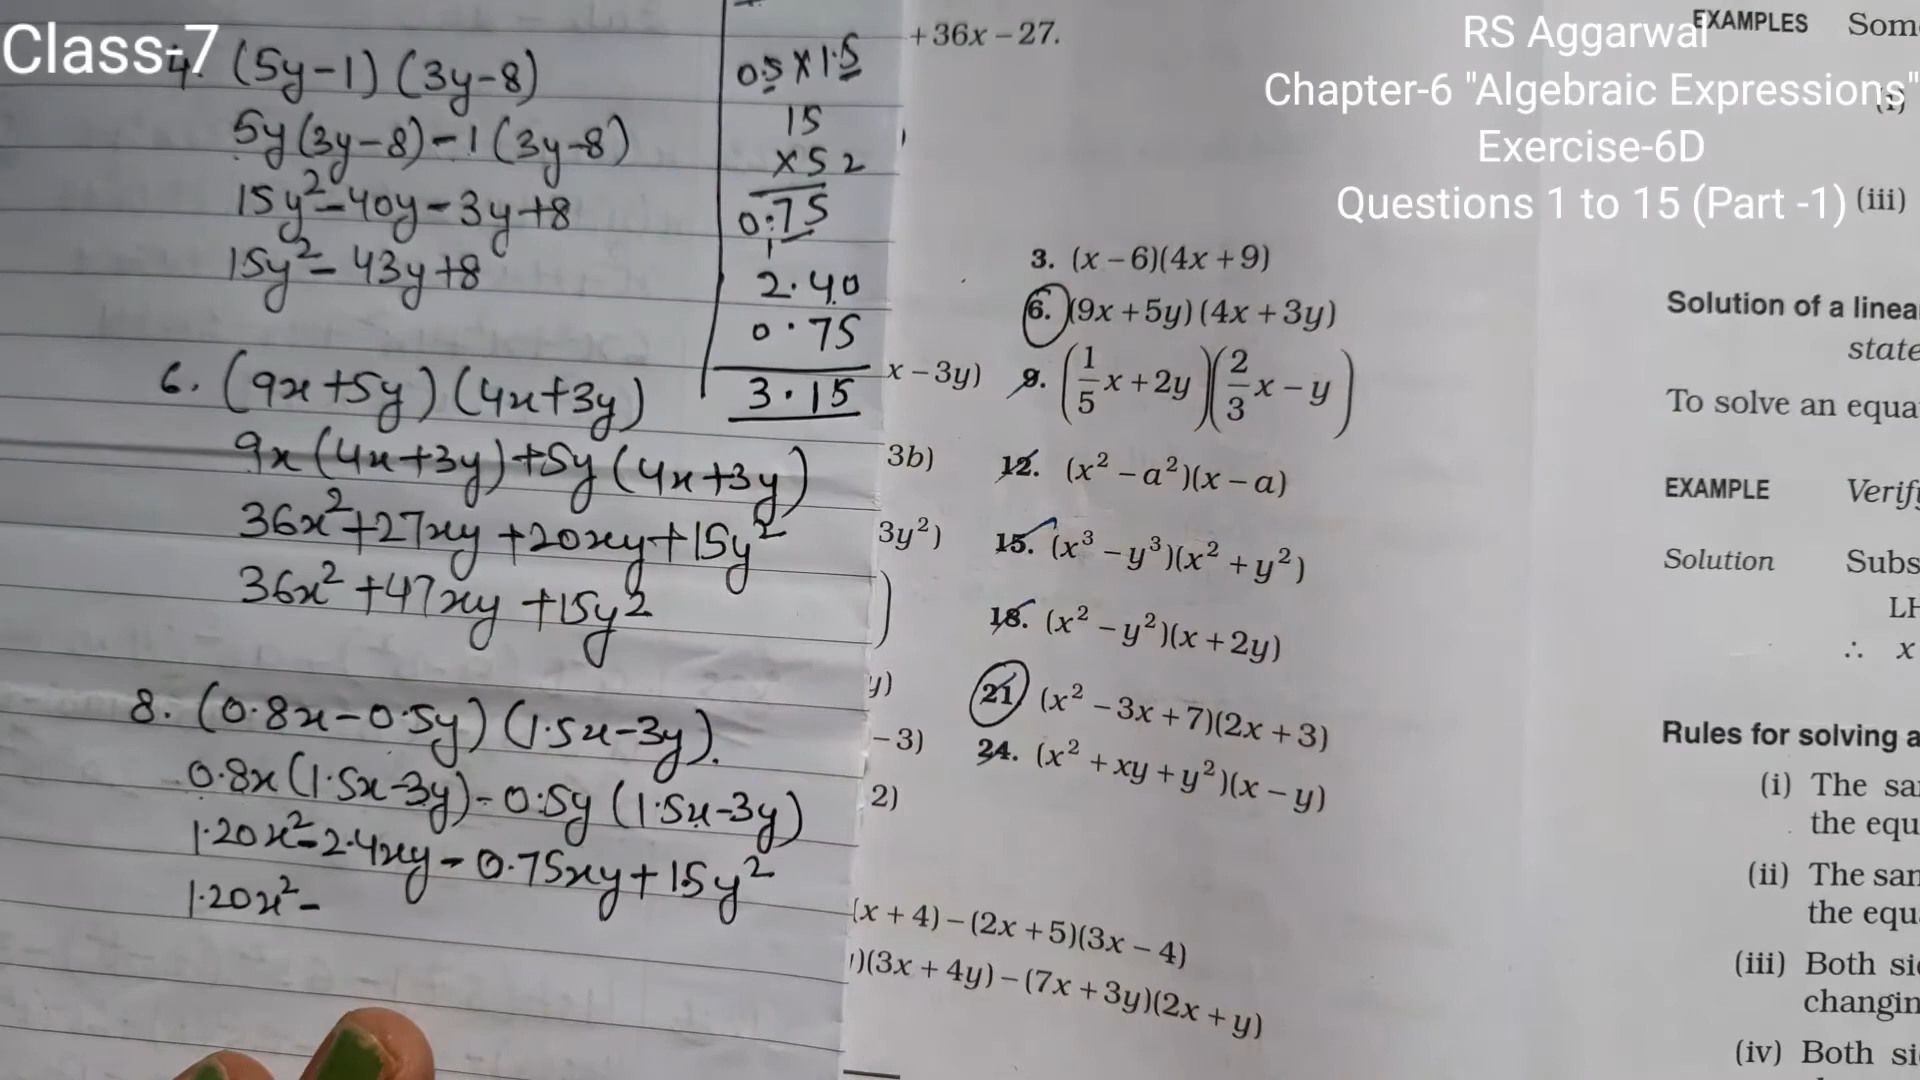 Class-7
RS Aggarwal
Chapter-6 "Algebraic Expressions"
Exercise-6D
Questions 1 to 15 (Part -1)
4. (5y-1) (3y-8)
5y(3y-8)-1(3y-8)
15y²-40y-3y+8
15y²-43y+8
6. (9x+5y) (4x+3y)
9x(4x+3y)+5y(4x+3y)
36x²+27xy+20xy+15y²
36x²+47xy+15y²
8. (0.8x-0.5y) (1.5x-3y).
0.8x(1.5x-3y)-0.5y(1.5x-3y)
1.20x²-2.4xy-0.75xy+1.5y²
1.20x²-
0.5X1.5
15
X52
0.75
2.40
0.75
3.15
+36x-27.
3. (x-6)(4x+9)
6. (9x+5y)(4x+3y)
x-3y) 9. (1/5 x+2y)(2/3 x-y)
3b) 12. (x²-a²)(x-a)
3y²) 15. (x³-y³)(x²+y²)
) 18. (x²-y²)(x+2y)
y) 21 (x²-3x+7)(2x+3)
-3) 24. (x²+xy+y²)(x-y)
2)
(x+4)-(2x+5)(3x-4)
)(3x+4y)-(7x+3y)(2x+y)
EXAMPLES Som
(i)
(iii)
Solution of a linea
state
To solve an equa
EXAMPLE Verify
Solution Subs
LH
∴ x
Rules for solving a
(i) The sa
the equ
(ii) The san
the equ
(iii) Both si
changin
(iv) Both si